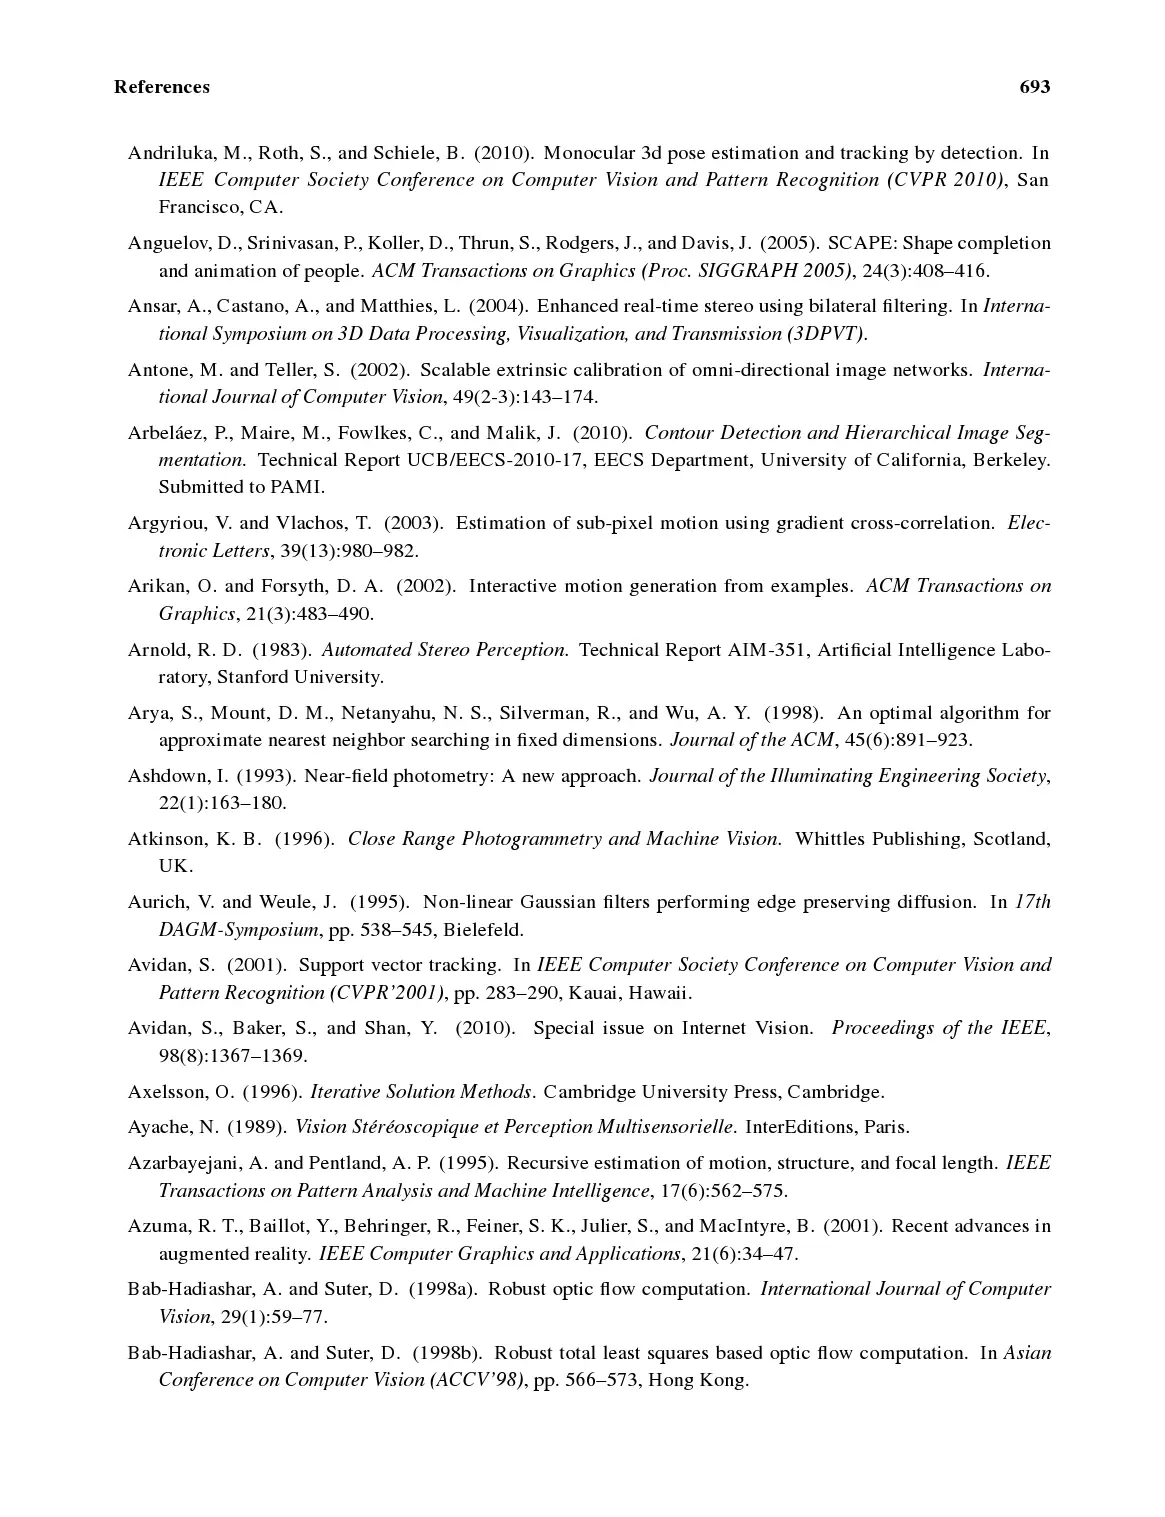 References 693
Andriluka, M., Roth, S., and Schiele, B. (2010). Monocular 3d pose estimation and tracking by detection. In
IEEE Computer Society Conference on Computer Vision and Pattern Recognition (CVPR 2010), San
Francisco, CA.
Anguelov, D., Srinivasan, P., Koller, D., Thrun, S., Rodgers, J., and Davis, J. (2005). SCAPE: Shape completion
and animation of people. ACM Transactions on Graphics (Proc. SIGGRAPH 2005), 24(3):408–416.
Ansar, A., Castano, A., and Matthies, L. (2004). Enhanced real-time stereo using bilateral filtering. In Interna-
tional Symposium on 3D Data Processing, Visualization, and Transmission (3DPVT).
Antone, M. and Teller, S. (2002). Scalable extrinsic calibration of omni-directional image networks. Interna-
tional Journal of Computer Vision, 49(2-3):143–174.
Arbeláez, P., Maire, M., Fowlkes, C., and Malik, J. (2010). Contour Detection and Hierarchical Image Seg-
mentation. Technical Report UCB/EECS-2010-17, EECS Department, University of California, Berkeley.
Submitted to PAMI.
Argyriou, V. and Vlachos, T. (2003). Estimation of sub-pixel motion using gradient cross-correlation. Elec-
tronic Letters, 39(13):980–982.
Arikan, O. and Forsyth, D. A. (2002). Interactive motion generation from examples. ACM Transactions on
Graphics, 21(3):483–490.
Arnold, R. D. (1983). Automated Stereo Perception. Technical Report AIM-351, Artificial Intelligence Labo-
ratory, Stanford University.
Arya, S., Mount, D. M., Netanyahu, N. S., Silverman, R., and Wu, A. Y. (1998). An optimal algorithm for
approximate nearest neighbor searching in fixed dimensions. Journal of the ACM, 45(6):891–923.
Ashdown, I. (1993). Near-field photometry: A new approach. Journal of the Illuminating Engineering Society,
22(1):163–180.
Atkinson, K. B. (1996). Close Range Photogrammetry and Machine Vision. Whittles Publishing, Scotland,
UK.
Aurich, V. and Weule, J. (1995). Non-linear Gaussian filters performing edge preserving diffusion. In 17th
DAGM-Symposium, pp. 538–545, Bielefeld.
Avidan, S. (2001). Support vector tracking. In IEEE Computer Society Conference on Computer Vision and
Pattern Recognition (CVPR’2001), pp. 283–290, Kauai, Hawaii.
Avidan, S., Baker, S., and Shan, Y. (2010). Special issue on Internet Vision. Proceedings of the IEEE,
98(8):1367–1369.
Axelsson, O. (1996). Iterative Solution Methods. Cambridge University Press, Cambridge.
Ayache, N. (1989). Vision Stéréoscopique et Perception Multisensorielle. InterEditions, Paris.
Azarbayejani, A. and Pentland, A. P. (1995). Recursive estimation of motion, structure, and focal length. IEEE
Transactions on Pattern Analysis and Machine Intelligence, 17(6):562–575.
Azuma, R. T., Baillot, Y., Behringer, R., Feiner, S. K., Julier, S., and MacIntyre, B. (2001). Recent advances in
augmented reality. IEEE Computer Graphics and Applications, 21(6):34–47.
Bab-Hadiashar, A. and Suter, D. (1998a). Robust optic flow computation. International Journal of Computer
Vision, 29(1):59–77.
Bab-Hadiashar, A. and Suter, D. (1998b). Robust total least squares based optic flow computation. In Asian
Conference on Computer Vision (ACCV’98), pp. 566–573, Hong Kong.